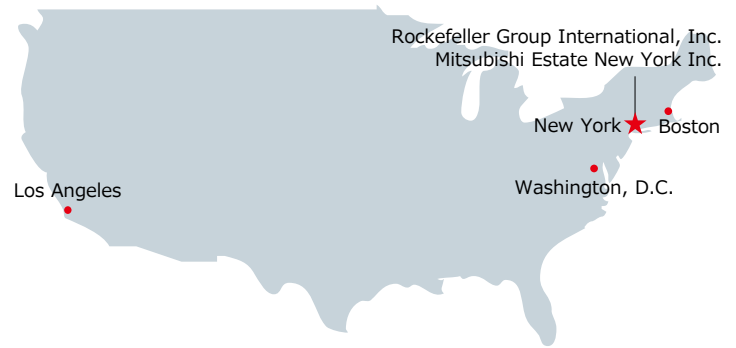 Rockefeller Group International, Inc.
Mitsubishi Estate New York Inc.
New York
Boston
Washington, D.C.
Los Angeles